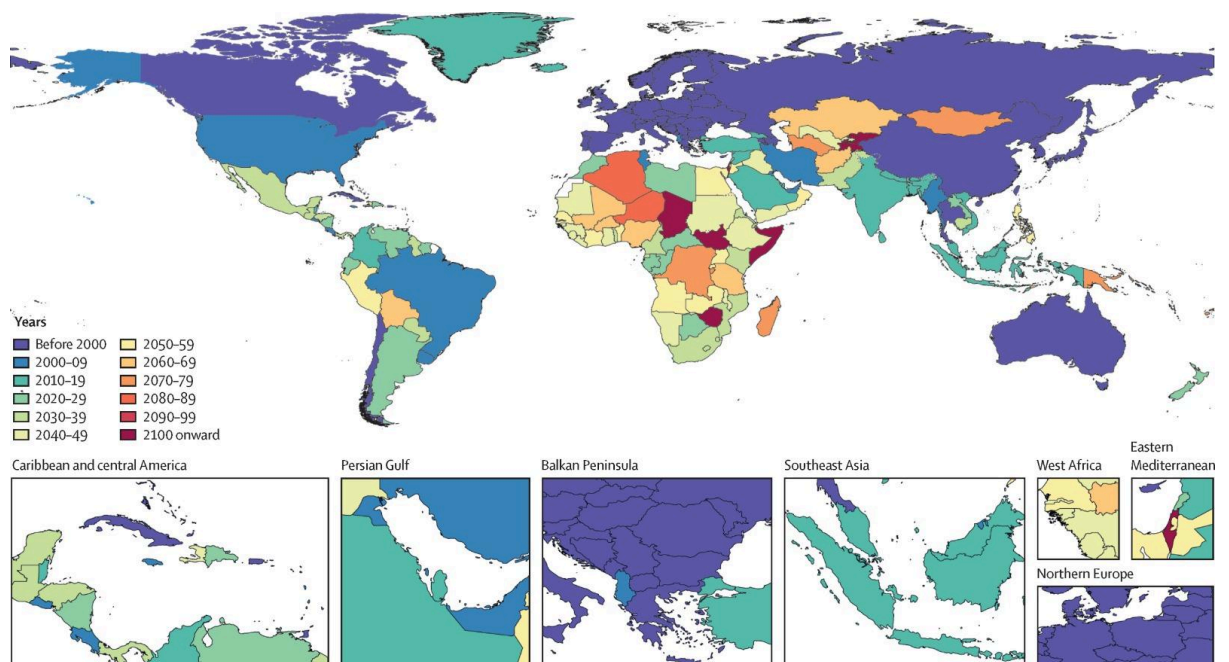 Years
Before 2000
2000–09
2010–19
2020–29
2030–39
2040–49
2050–59
2060–69
2070–79
2080–89
2090–99
2100 onward
Caribbean and central America
Persian Gulf
Balkan Peninsula
Southeast Asia
West Africa
Eastern
Mediterranean
Northern Europe